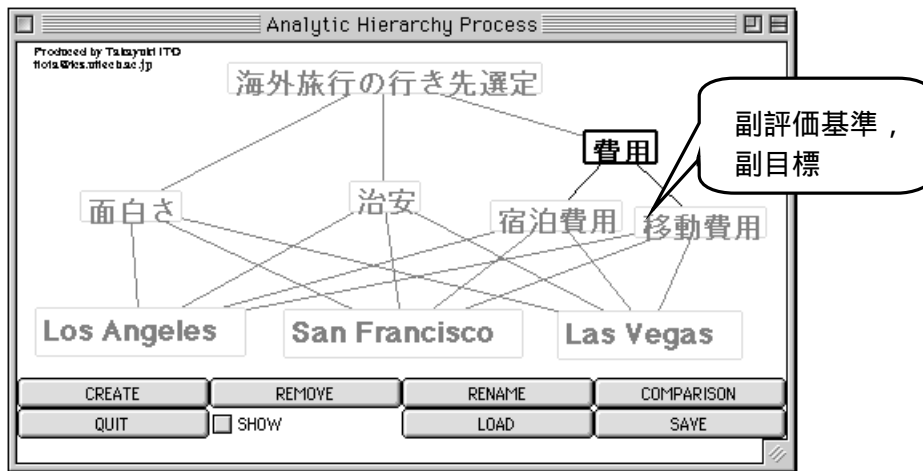 Analytic Hierarchy Process
Produced by Takayuki ITO
海外旅行の行き先選定
副評価基準，
副目標
費用
面白さ
治安
宿泊費用
移動費用
Los Angeles
San Francisco
Las Vegas
CREATE
REMOVE
RENAME
COMPARISON
QUIT
SHOW
LOAD
SAVE